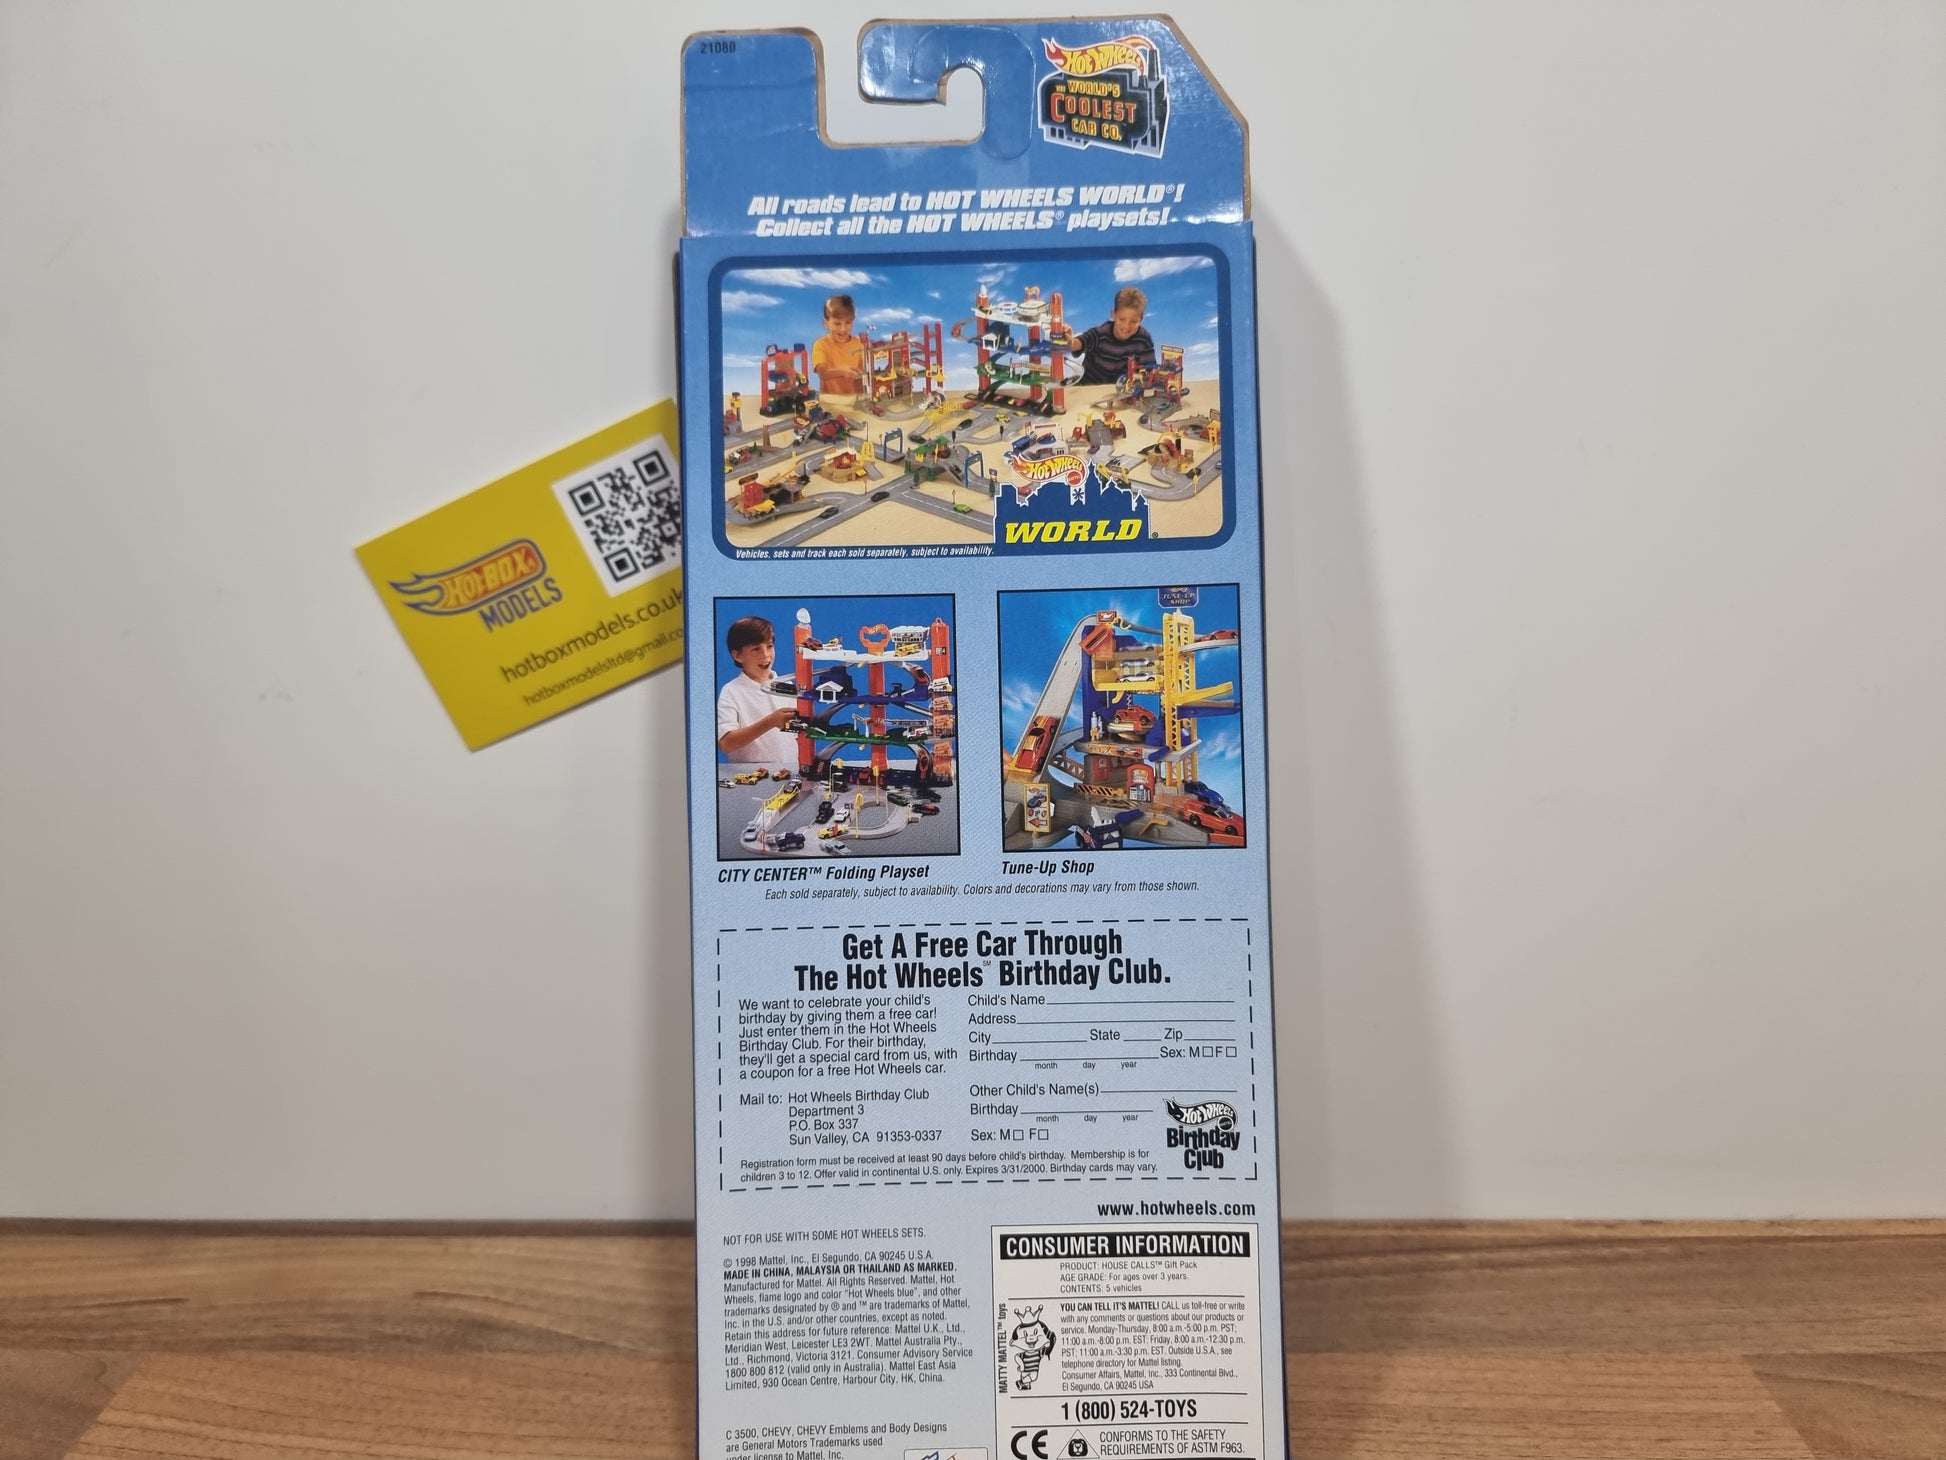 21080
HOT WHEELS
THE WORLD'S
COOLEST
CAR CO.
All roads lead to HOT WHEELS WORLD®!
Collect all the HOT WHEELS® playsets!
HOT WHEELS
WORLD®
Vehicles, sets and track each sold separately, subject to availability.
HOT BOX
MODELS
hotboxmodels.co.uk
hotboxmodelsltd@gmail.co
TUNE-UP
SHOP
CITY CENTER™ Folding Playset
Tune-Up Shop
Each sold separately, subject to availability. Colors and decorations may vary from those shown.
Get A Free Car Through
The Hot Wheels℠ Birthday Club.
We want to celebrate your child's
birthday by giving them a free car!
Just enter them in the Hot Wheels
Birthday Club. For their birthday,
they'll get a special card from us, with
a coupon for a free Hot Wheels car.
Mail to: Hot Wheels Birthday Club
Department 3
P.O. Box 337
Sun Valley, CA 91353-0337
Child's Name
Address
City State Zip
Birthday Sex: M☐F☐
month day year
Other Child's Name(s)
Birthday
month day year
Sex: M☐ F☐
HOT WHEELS
Birthday
Club
Registration form must be received at least 90 days before child's birthday. Membership is for
children 3 to 12. Offer valid in continental U.S. only. Expires 3/31/2000. Birthday cards may vary.
www.hotwheels.com
NOT FOR USE WITH SOME HOT WHEELS SETS.
© 1998 Mattel, Inc., El Segundo, CA 90245 U.S.A.
MADE IN CHINA, MALAYSIA OR THAILAND AS MARKED.
Manufactured for Mattel. All Rights Reserved. Mattel, Hot
Wheels, flame logo and color "Hot Wheels blue", and other
trademarks designated by ® and ™ are trademarks of Mattel,
Inc. in the U.S. and/or other countries, except as noted.
Retain this address for future reference: Mattel U.K., Ltd.,
Meridian West, Leicester LE3 2WT. Mattel Australia Pty.,
Ltd., Richmond, Victoria 3121. Consumer Advisory Service
1800 800 812 (valid only in Australia). Mattel East Asia
Limited, 930 Ocean Centre, Harbour City, HK, China.
C 3500, CHEVY, CHEVY Emblems and Body Designs
are General Motors Trademarks used
under license to Mattel, Inc.
CONSUMER INFORMATION
PRODUCT: HOUSE CALLS™ Gift Pack
AGE GRADE: For ages over 3 years.
CONTENTS: 5 vehicles
MATTY MATTEL™ toys
YOU CAN TELL IT'S MATTEL! CALL us toll-free or write
with any comments or questions about our products or
service. Monday-Thursday, 8:00 a.m.-5:00 p.m. PST;
11:00 a.m.-8:00 p.m. EST; Friday, 8:00 a.m.-12:30 p.m.
PST; 11:00 a.m.-3:30 p.m. EST. Outside U.S.A., see
telephone directory for Mattel listing.
Consumer Affairs, Mattel, Inc., 333 Continental Blvd.,
El Segundo, CA 90245 USA
1 (800) 524-TOYS
CE
CONFORMS TO THE SAFETY
REQUIREMENTS OF ASTM F963.